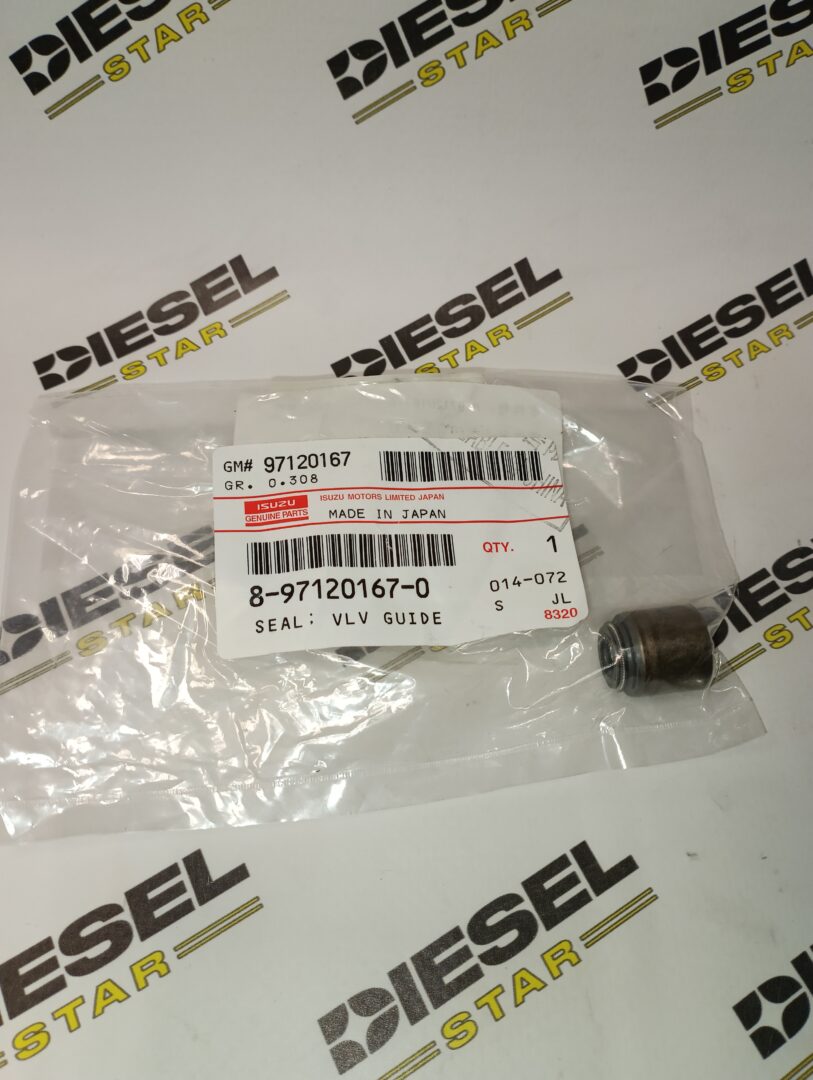 DIESEL
STAR
DIESEL
STAR
DIESEL
STAR
DIESEL
STAR
DIESEL
STAR
DIESEL
STAR
GM# 97120167
GR. 0.308
ISUZU
GENUINE PARTS
ISUZU MOTORS LIMITED JAPAN
MADE IN JAPAN
QTY. 1
8-97120167-0
014-072
SEAL; VLV GUIDE
S JL
8320
DIESEL
STAR
DIESEL
STAR